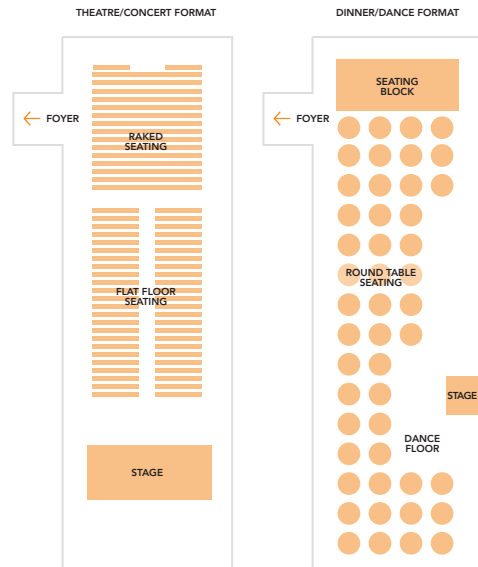 THEATRE/CONCERT FORMAT
FOYER
RAKED
SEATING
FLAT FLOOR
SEATING
STAGE
DINNER/DANCE FORMAT
SEATING
BLOCK
FOYER
ROUND TABLE
SEATING
STAGE
DANCE
FLOOR